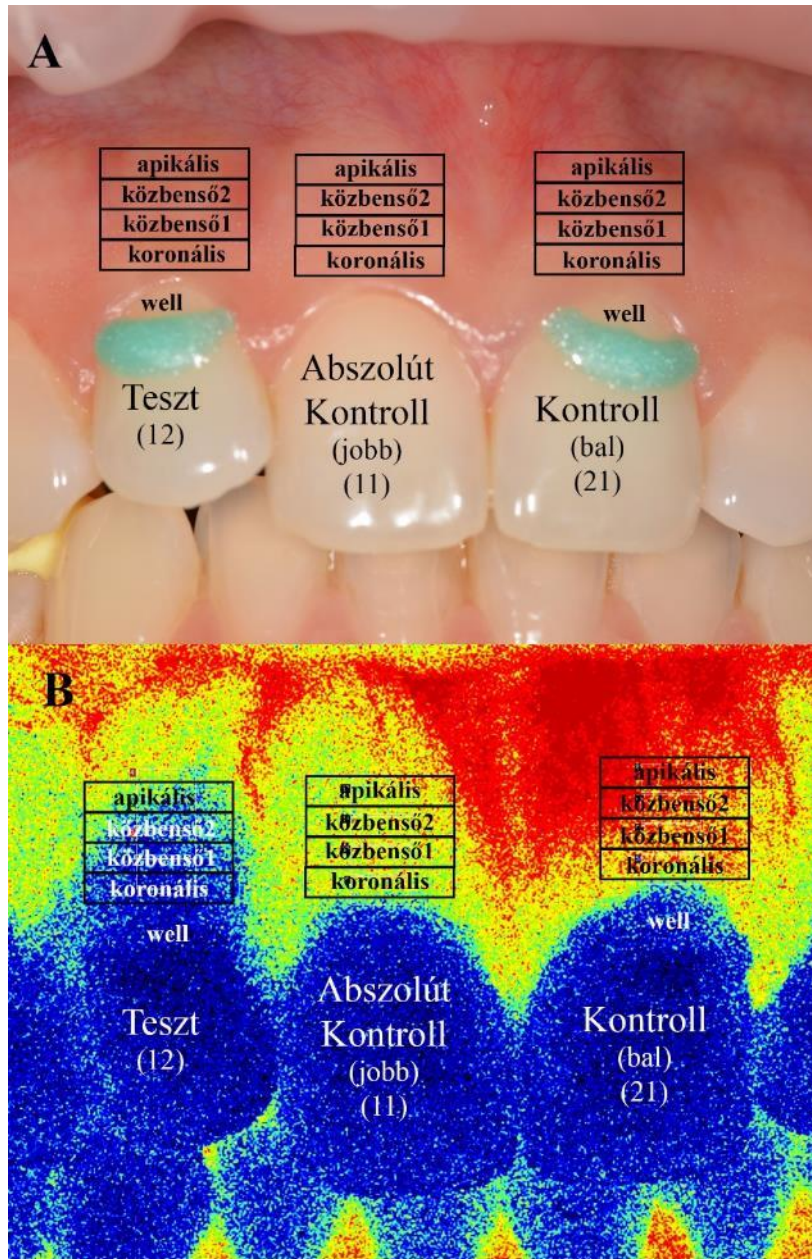 A
apikális
közbenső2
közbenső1
koronális
well
Teszt
(12)
apikális
közbenső2
közbenső1
koronális
Abszolút
Kontroll
(jobb)
(11)
apikális
közbenső2
közbenső1
koronális
well
Kontroll
(bal)
(21)
B
apikális
közbenső2
közbenső1
koronális
well
Teszt
(12)
apikális
közbenső2
közbenső1
koronális
Abszolút
Kontroll
(jobb)
(11)
apikális
közbenső2
közbenső1
koronális
well
Kontroll
(bal)
(21)